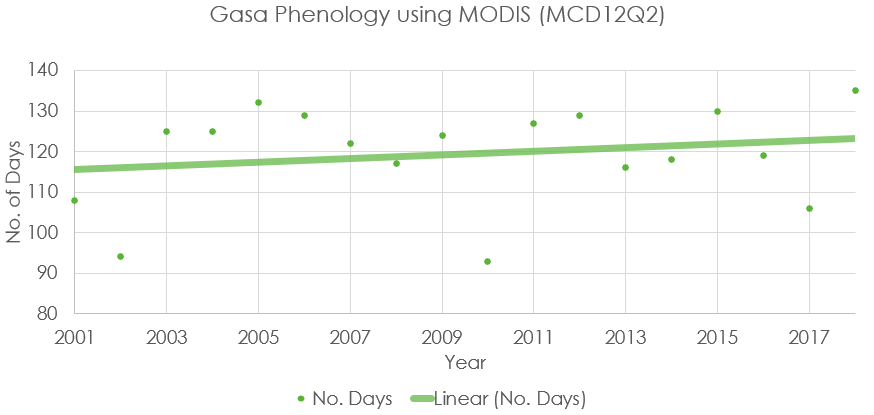 Gasa Phenology using MODIS (MCD12Q2)
140
130
120
110
100
90
80
No. of Days
2001 2003 2005 2007 2009 2011 2013 2015 2017
Year
No. Days Linear (No. Days)